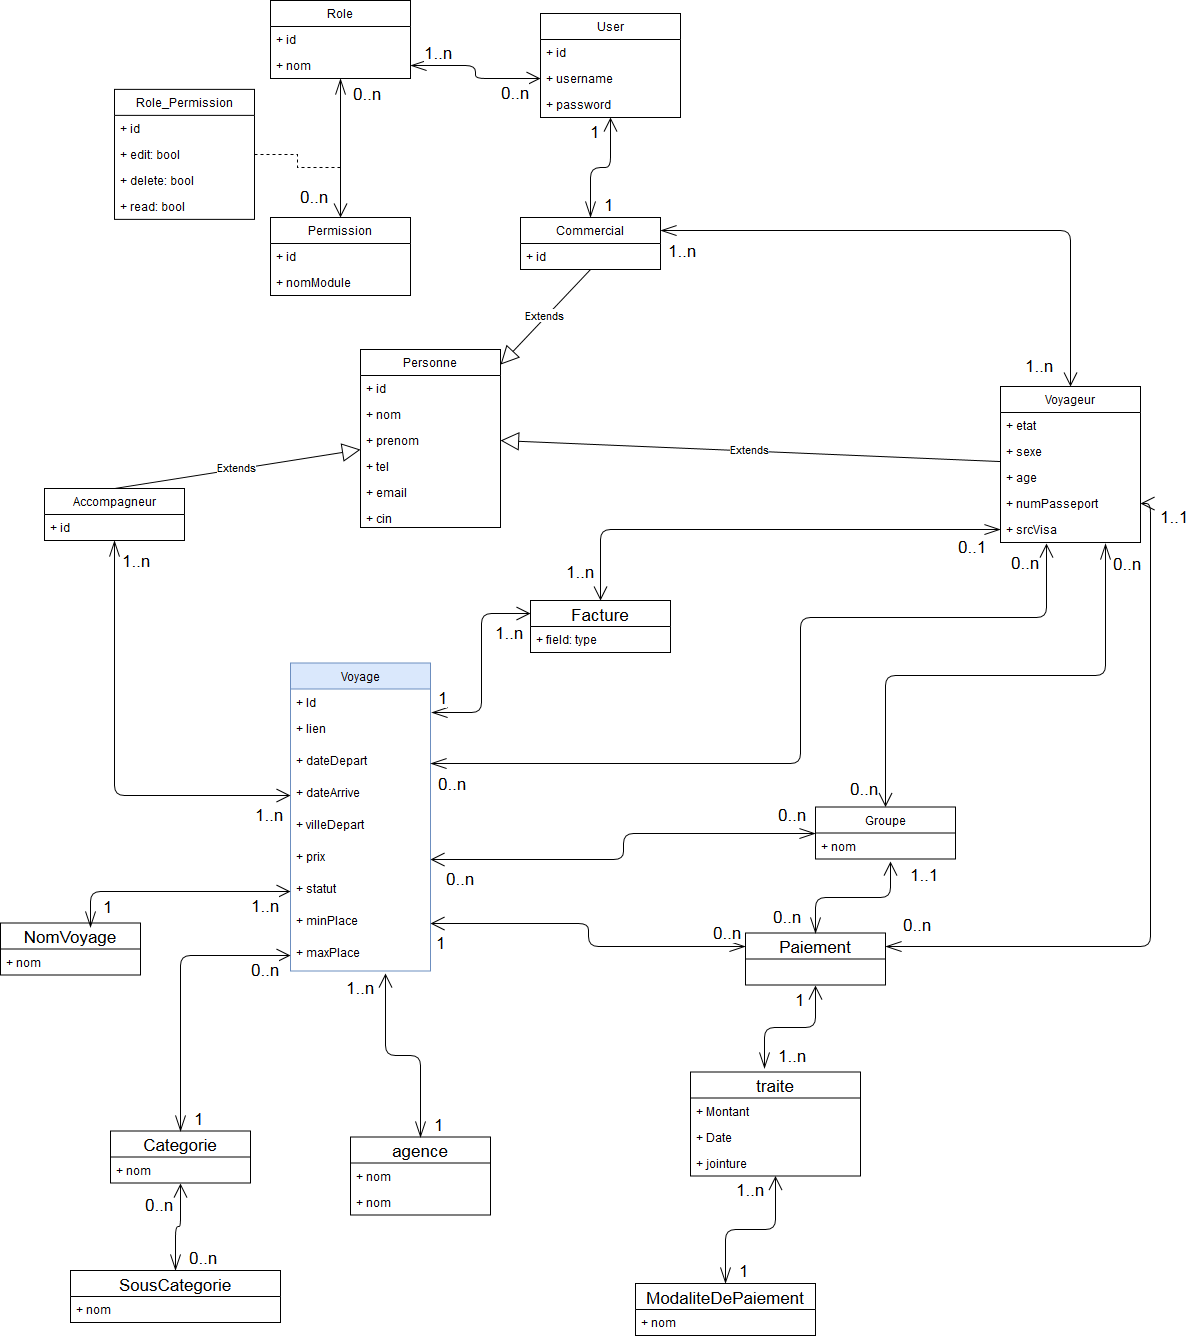 Role
+ id
+ nom
User
+ id
+ username
+ password
1..n
0..n
0..n
Role_Permission
+ id
+ edit: bool
+ delete: bool
+ read: bool
0..n
Permission
+ id
+ nomModule
1
1
Commercial
+ id
1..n
1..n
Extends
Personne
+ id
+ nom
+ prenom
+ tel
+ email
+ cin
Extends
Extends
Voyageur
+ etat
+ sexe
+ age
+ numPasseport
+ srcVisa
1..1
Accompagneur
+ id
1..n
0..1
0..n
0..n
1..n
Facture
+ field: type
1..n
1
Voyage
+ Id
+ lien
+ dateDepart
+ dateArrive
+ villeDepart
+ prix
+ statut
+ minPlace
+ maxPlace
0..n
1..n
0..n
0..n
Groupe
+ nom
0..n
1..1
0..n
0..n
0..n
1
Paiement
1..n
1
NomVoyage
+ nom
0..n
1..n
1
1..n
traite
+ Montant
+ Date
+ jointure
1
Categorie
+ nom
1
agence
+ nom
+ nom
0..n
0..n
SousCategorie
+ nom
1..n
1
ModaliteDePaiement
+ nom